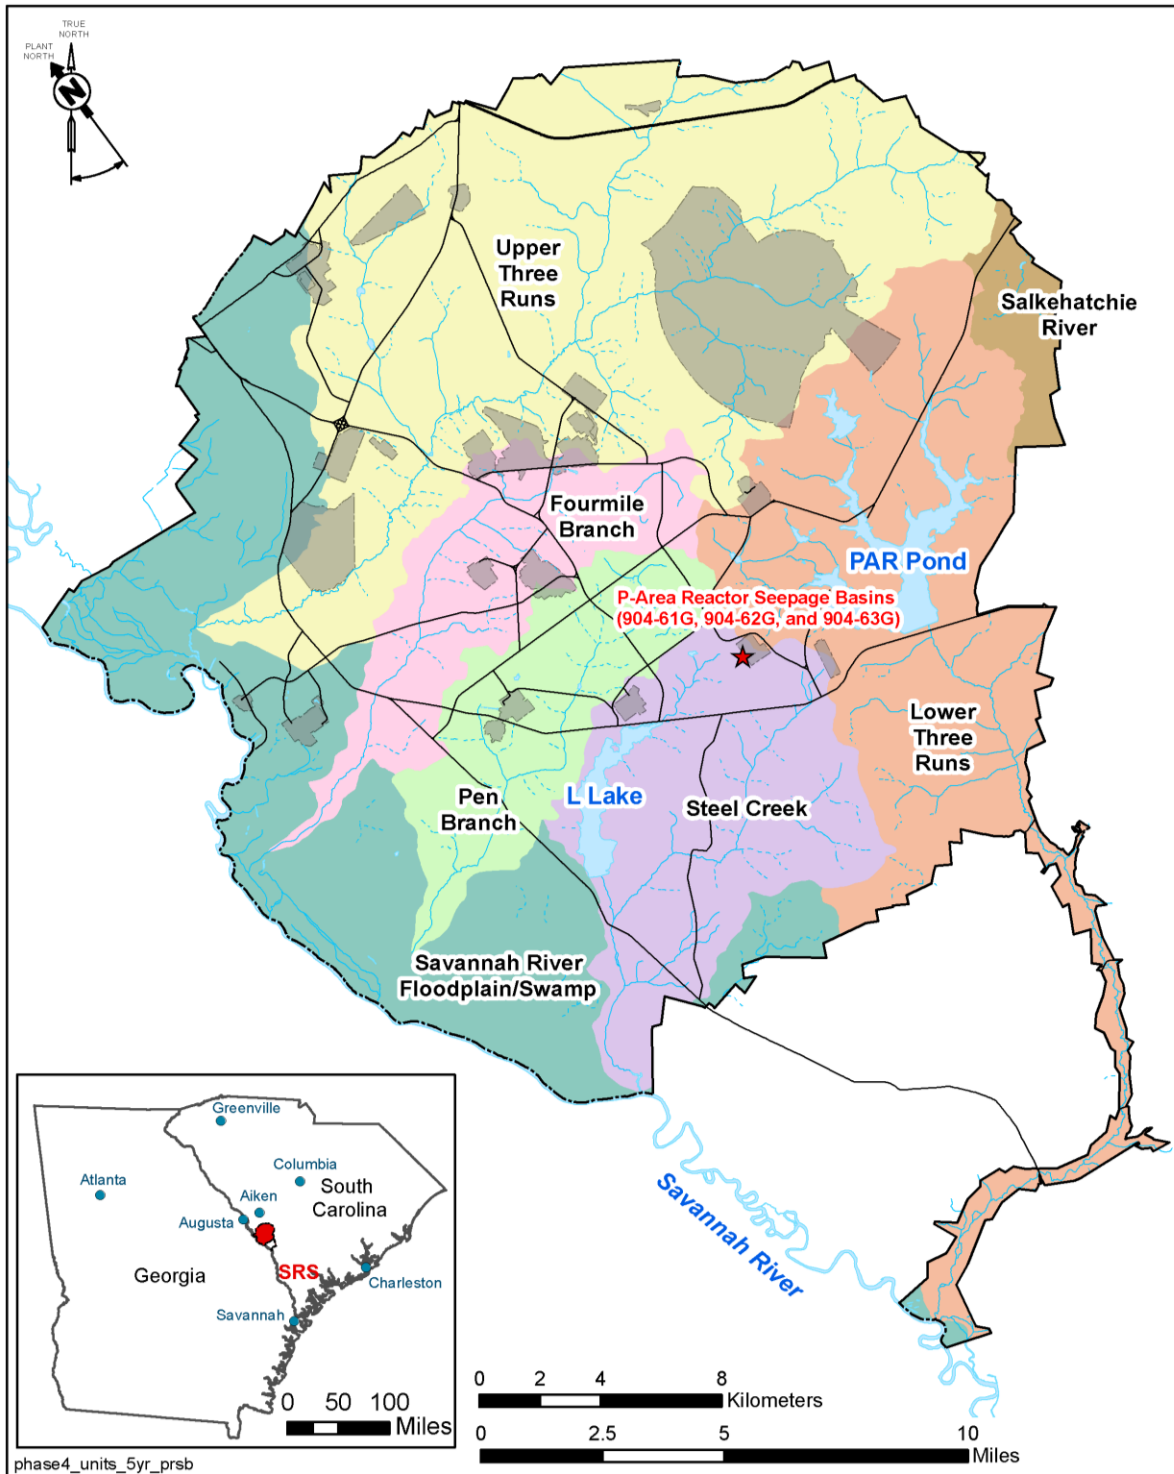 TRUE
NORTH
PLANT
NORTH
N
Upper
Three
Runs
Salkehatchie
River
Fourmile
Branch
PAR Pond
P-Area Reactor Seepage Basins
(904-61G, 904-62G, and 904-63G)
Lower
Three
Runs
Pen
Branch
L Lake
Steel Creek
Savannah River
Floodplain/Swamp
Savannah River
Greenville
Columbia
Atlanta
Aiken
South
Carolina
Augusta
Georgia
SRS
Charleston
Savannah
0 50 100
Miles
0 2 4 8
Kilometers
0 2.5 5 10
Miles
phase4_units_5yr_prsb